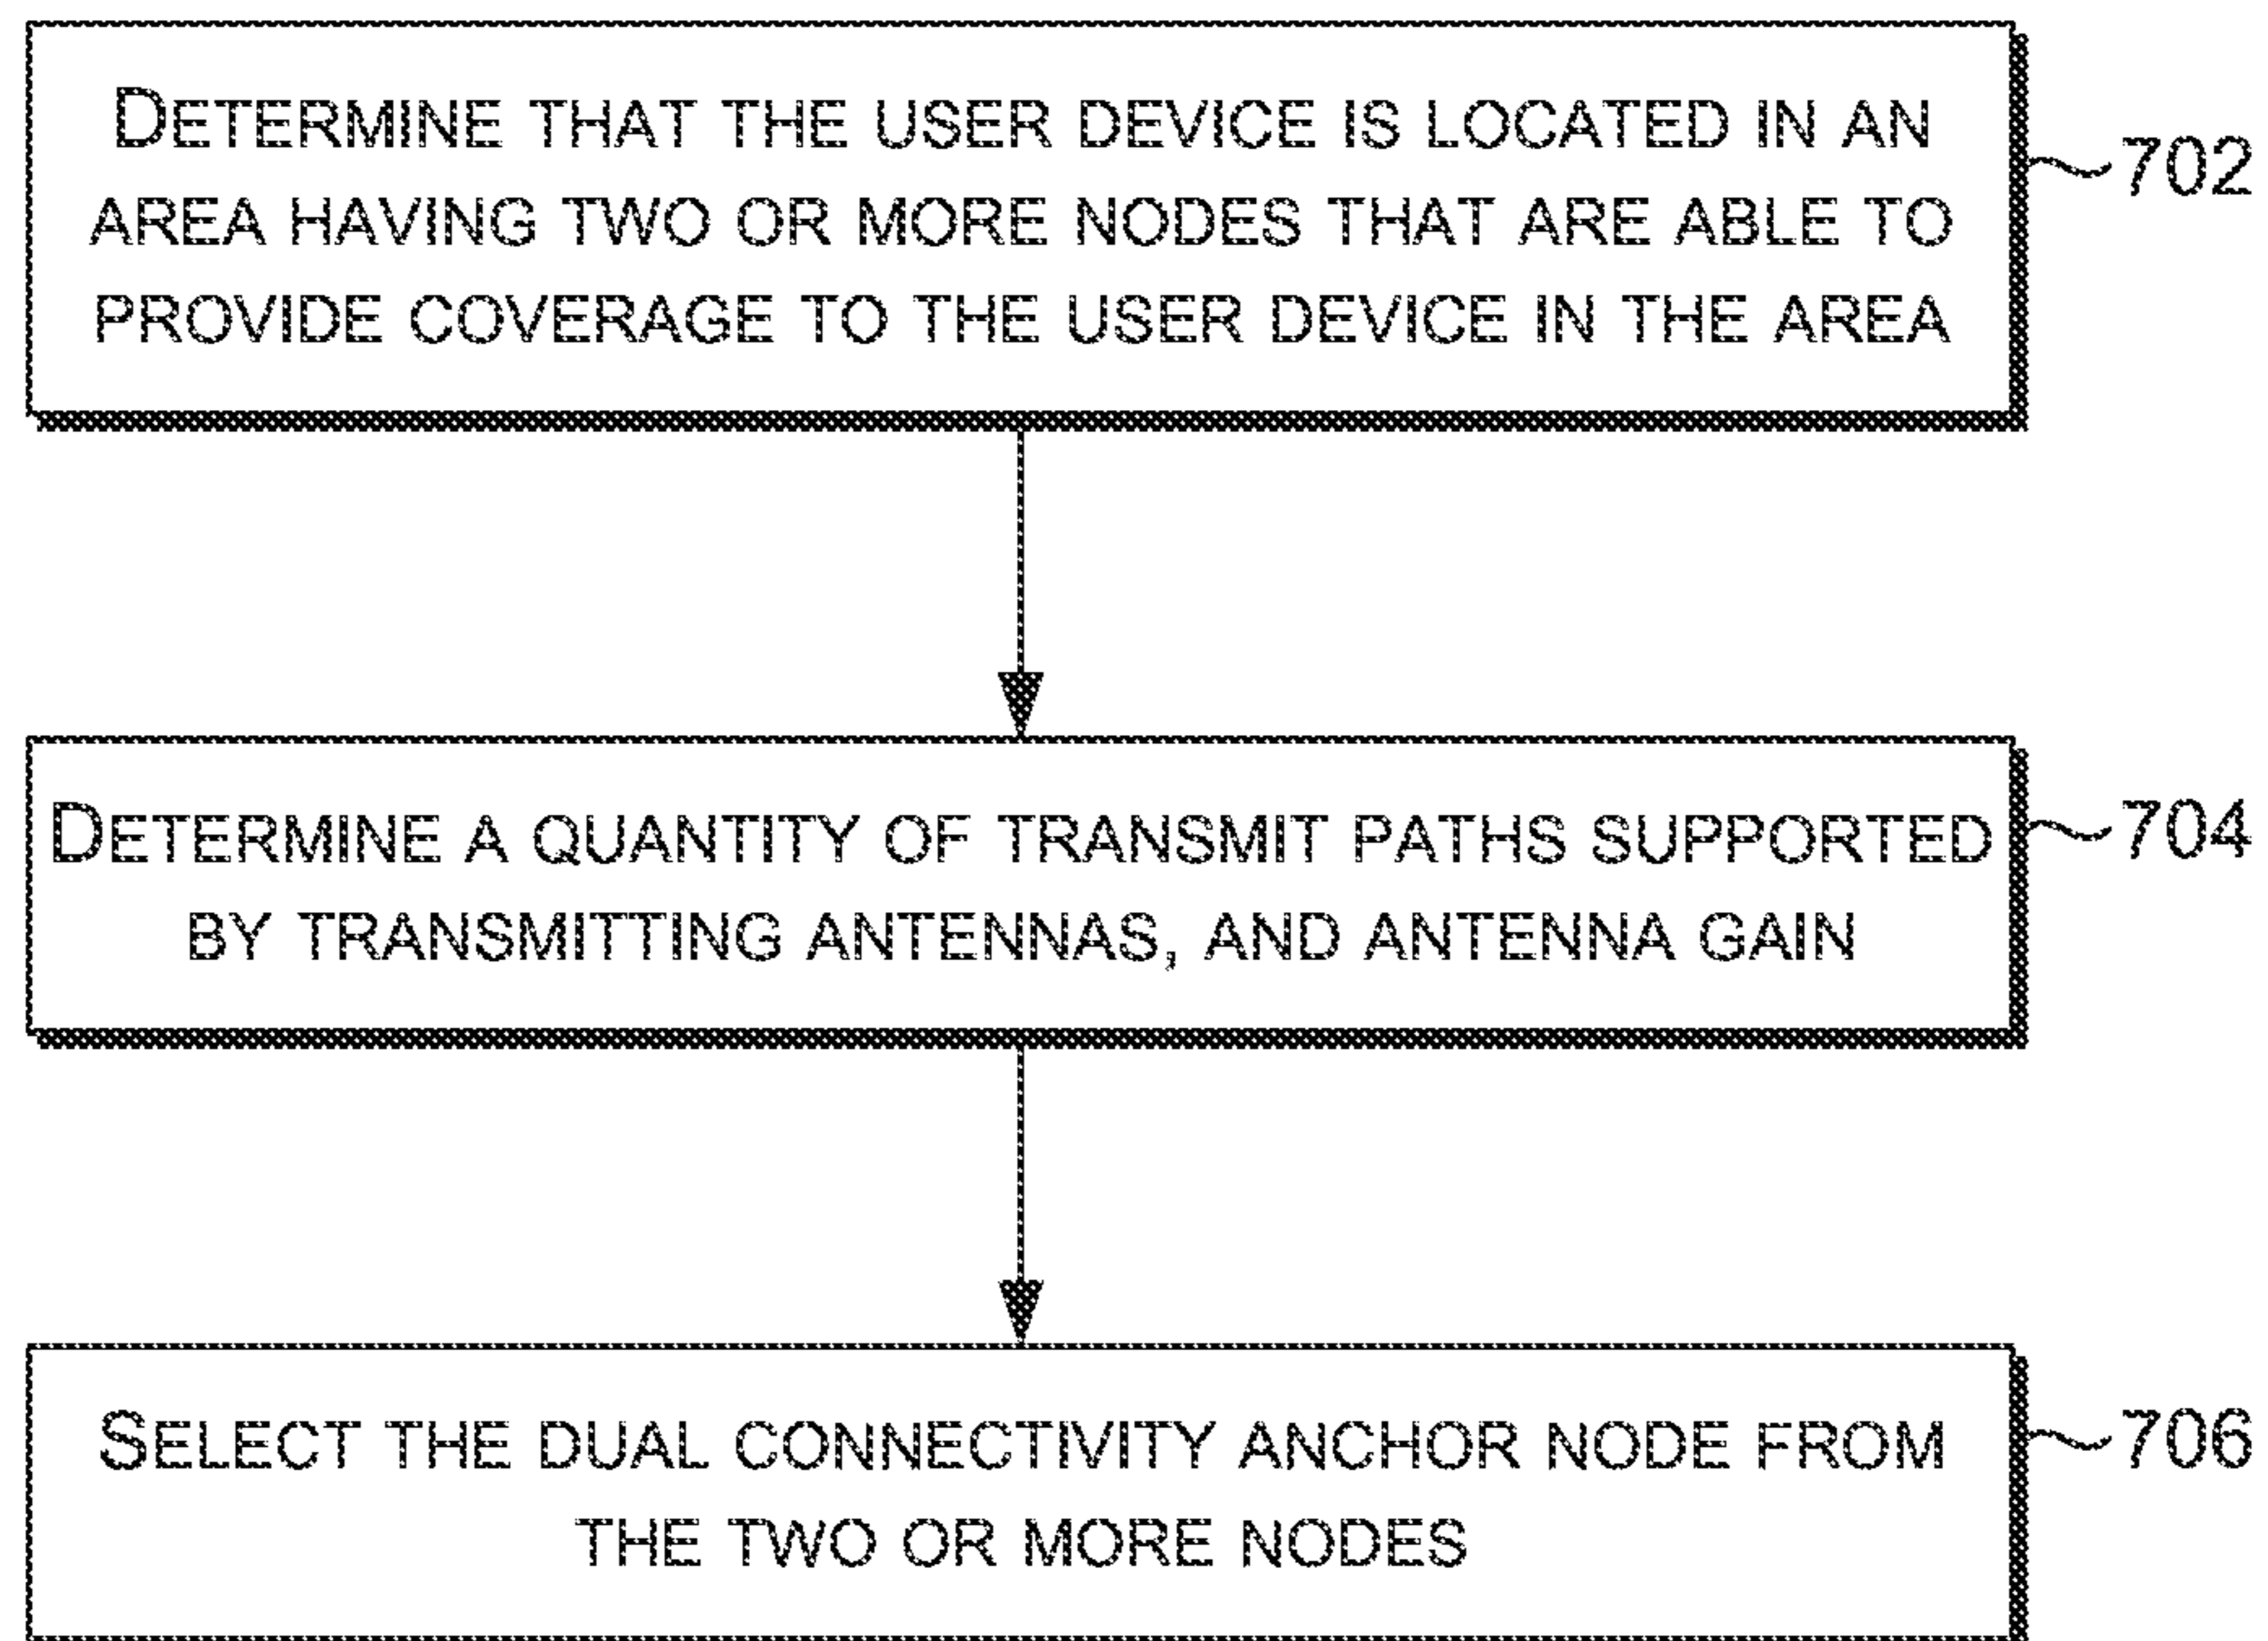 DETERMINE THAT THE USER DEVICE IS LOCATED IN AN
AREA HAVING TWO OR MORE NODES THAT ARE ABLE TO
PROVIDE COVERAGE TO THE USER DEVICE IN THE AREA
702
DETERMINE A QUANTITY OF TRANSMIT PATHS SUPPORTED
BY TRANSMITTING ANTENNAS, AND ANTENNA GAIN
704
SELECT THE DUAL CONNECTIVITY ANCHOR NODE FROM
THE TWO OR MORE NODES
706